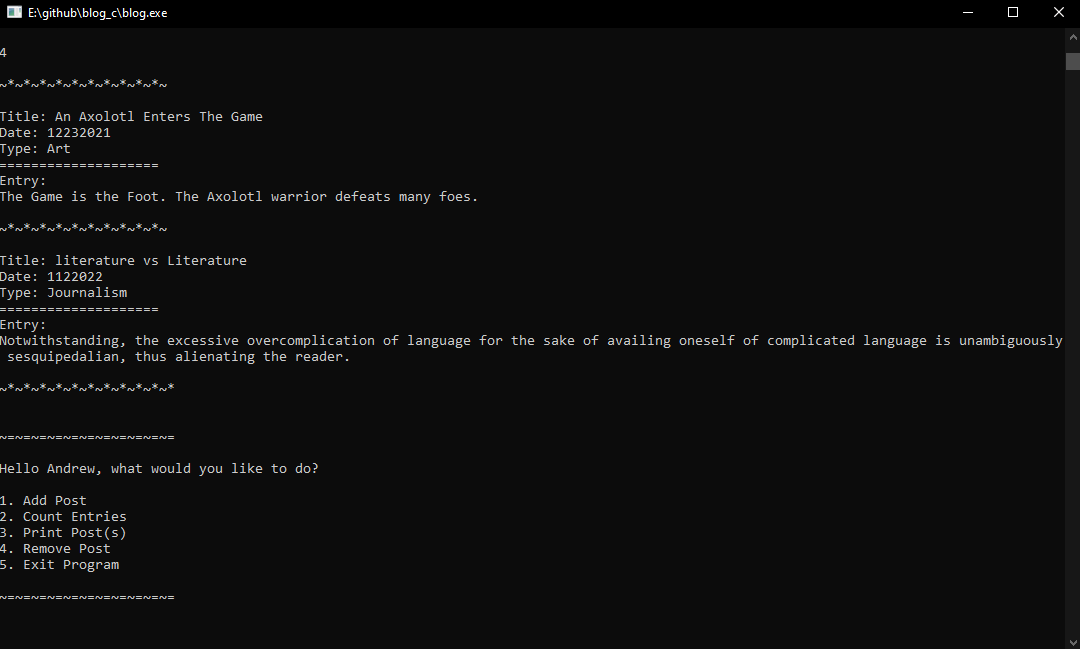 E:\github\blog_c\blog.exe
4
~*~*~*~*~*~*~*~*~*~*~
Title: An Axolotl Enters The Game
Date: 12232021
Type: Art
====================
Entry:
The Game is the Foot. The Axolotl warrior defeats many foes.
~*~*~*~*~*~*~*~*~*~*~
Title: literature vs Literature
Date: 1122022
Type: Journalism
====================
Entry:
Notwithstanding, the excessive overcomplication of language for the sake of availing oneself of complicated language is unambiguously
 sesquipedalian, thus alienating the reader.
~*~*~*~*~*~*~*~*~*~*~*
~=~=~=~=~=~=~=~=~=~=~=
Hello Andrew, what would you like to do?
1. Add Post
2. Count Entries
3. Print Post(s)
4. Remove Post
5. Exit Program
~=~=~=~=~=~=~=~=~=~=~=